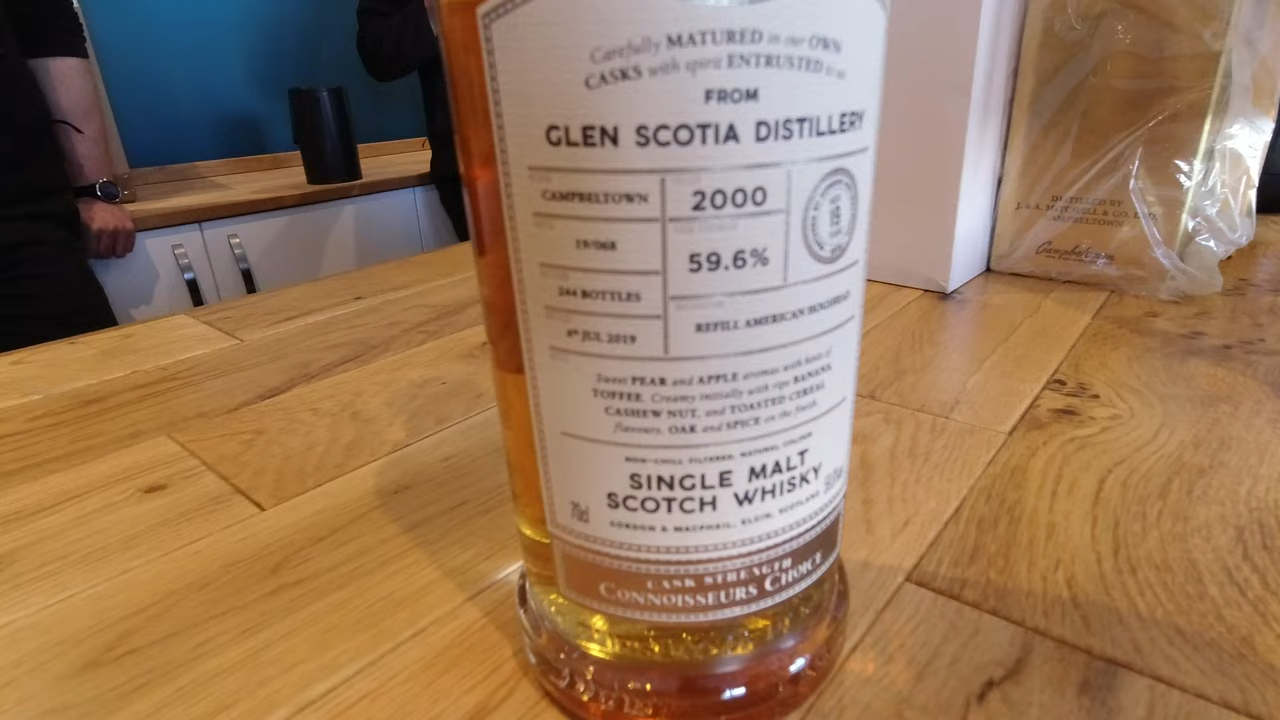 Carefully MATURED in our OWN
CASKS with spirit ENTRUSTED to us
FROM
GLEN SCOTIA DISTILLERY
CAMPBELTOWN
2000
19/068
59.6%
244 BOTTLES
REFILL AMERICAN HOGSHEAD
4th JUL 2019
Sweet PEAR and APPLE aromas with hints of
TOFFEE. Creamy initially with ripe BANANA,
CASHEW NUT, and TOASTED CEREAL
flavours. OAK and SPICE on the finish.
NON-CHILL FILTERED. NATURAL COLOUR
SINGLE MALT
SCOTCH WHISKY
70cl
GORDON & MACPHAIL, ELGIN, SCOTLAND
CASK STRENGTH
CONNOISSEURS CHOICE
DISTILLED BY
J. & A. MITCHELL & CO. LTD.
CAMPBELTOWN
Campbeltown